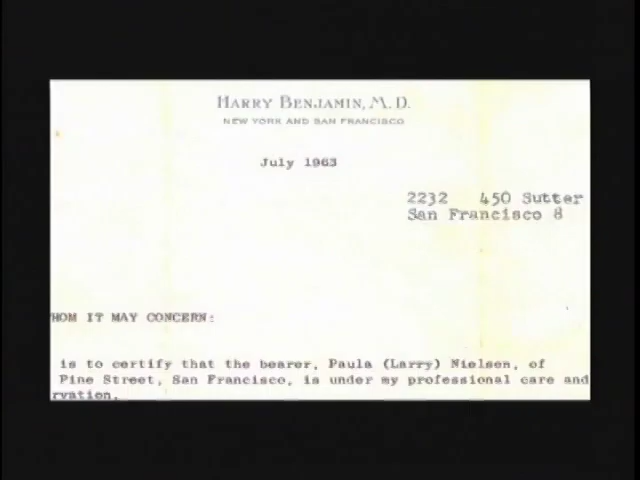 HARRY BENJAMIN, M. D.
NEW YORK AND SAN FRANCISCO
July 1963
2232 450 Sutter
San Francisco 8
HOM IT MAY CONCERN:
is to certify that the bearer, Paula (Larry) Nielsen, of
Pine Street, San Francisco, is under my professional care and
rvation.